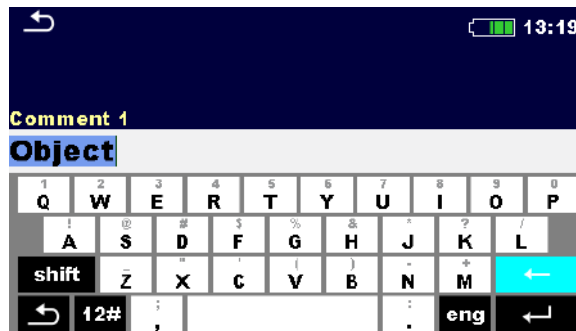 13:19
Comment 1
Object
1 2 3 4 5 6 7 8 9 0
Q W E R T Y U I O P
! @ # $ % & * ? /
A S D F G H J K L
shift _ " ' ( ) - +
Z X C V B N M ←
12# ; , : . eng